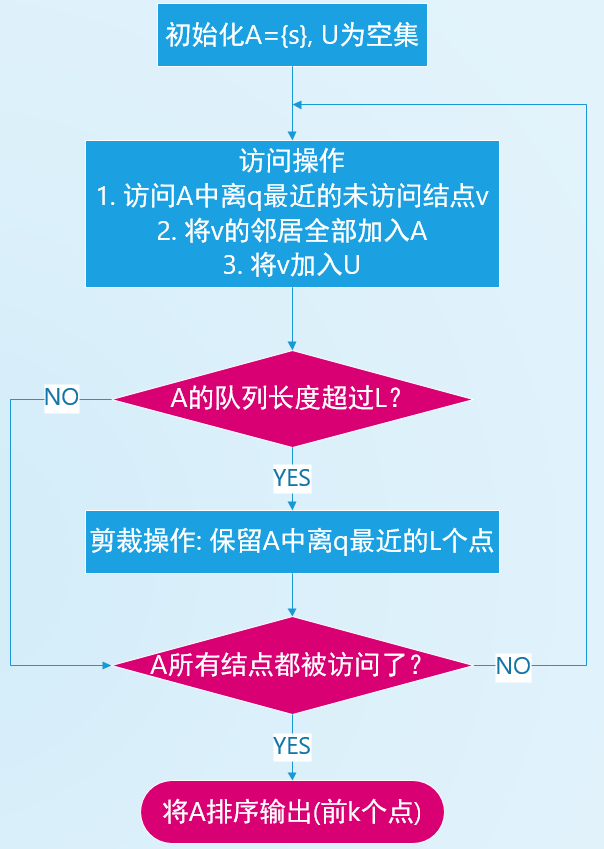 初始化A={s}, U为空集
访问操作
1. 访问A中离q最近的未访问结点v
2. 将v的邻居全部加入A
3. 将v加入U
A的队列长度超过L?
NO
YES
剪裁操作: 保留A中离q最近的L个点
A所有结点都被访问了?
NO
YES
将A排序输出(前k个点)